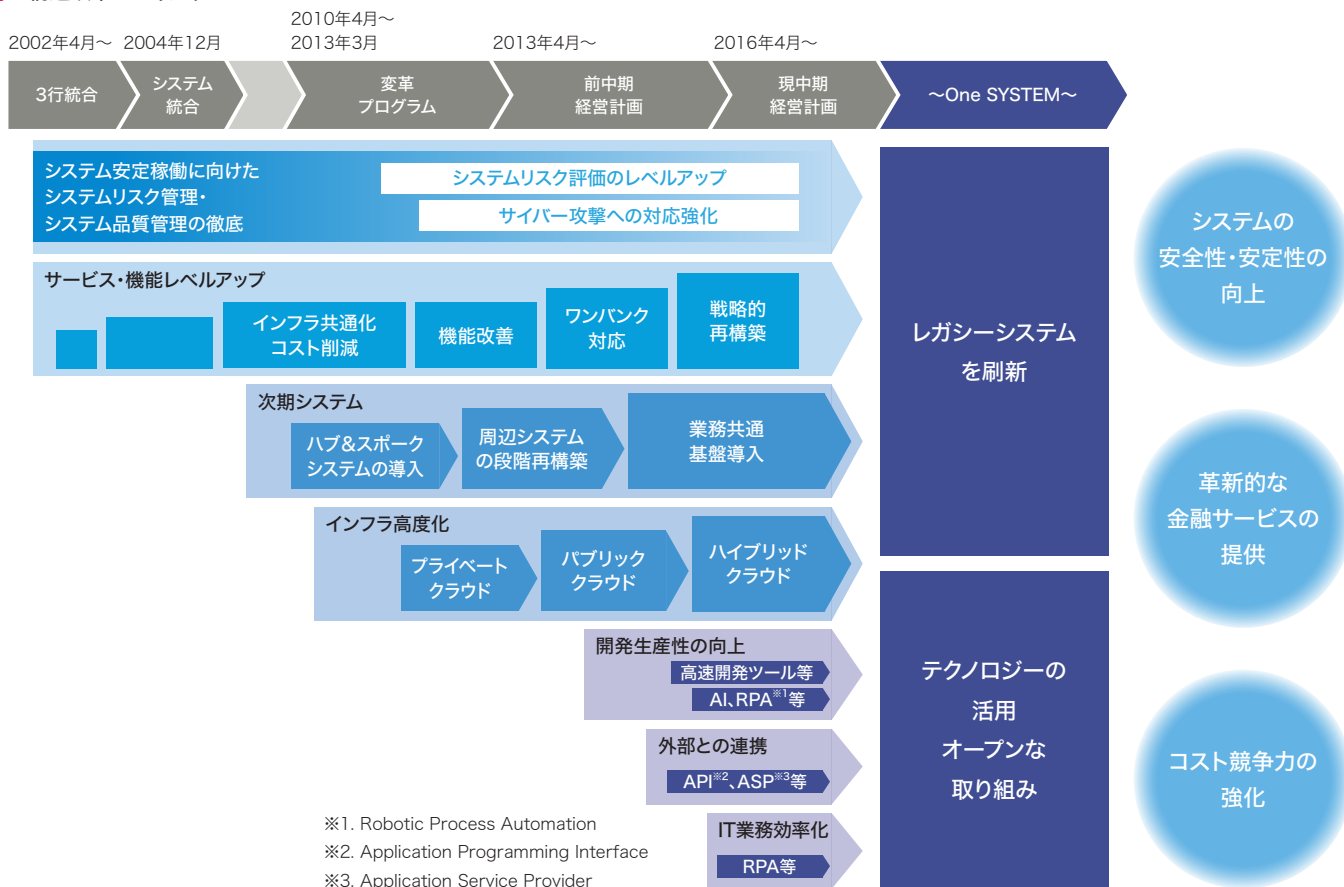 2010年4月〜
2002年4月〜 2004年12月 2013年3月 2013年4月〜 2016年4月〜
3行統合
システム
統合
変革
プログラム
前中期
経営計画
現中期
経営計画
〜One SYSTEM〜
システム安定稼働に向けた
システムリスク管理・
システム品質管理の徹底
システムリスク評価のレベルアップ
サイバー攻撃への対応強化
サービス・機能レベルアップ
インフラ共通化
コスト削減
機能改善
ワンバンク
対応
戦略的
再構築
次期システム
ハブ&スポーク
システムの導入
周辺システム
の段階再構築
業務共通
基盤導入
インフラ高度化
プライベート
クラウド
パブリック
クラウド
ハイブリッド
クラウド
開発生産性の向上
高速開発ツール等
AI、RPA※1等
外部との連携
API※2、ASP※3等
IT業務効率化
RPA等
レガシーシステム
を刷新
テクノロジーの
活用
オープンな
取り組み
システムの
安全性・安定性の
向上
革新的な
金融サービスの
提供
コスト競争力の
強化
※1. Robotic Process Automation
※2. Application Programming Interface
※3. Application Service Provider